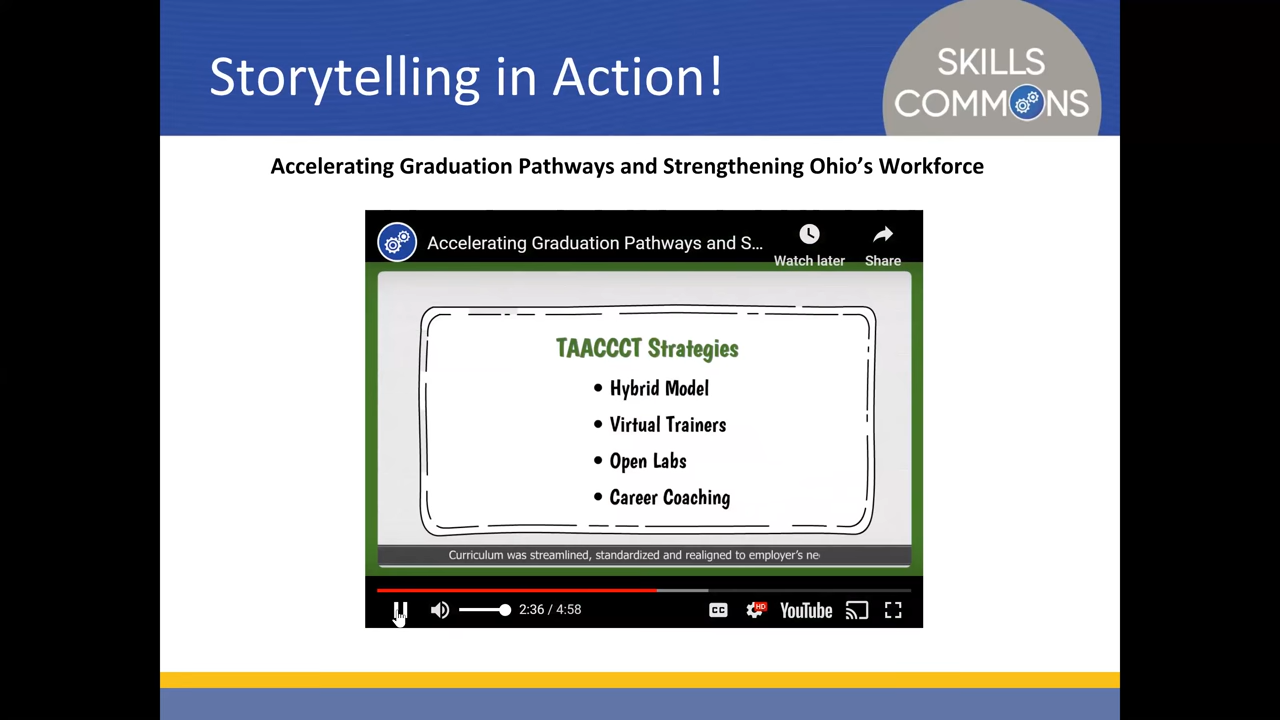 Storytelling in Action!
SKILLS
COMMONS
Accelerating Graduation Pathways and Strengthening Ohio's Workforce
Accelerating Graduation Pathways and S...
Watch later
Share
TAACCCT Strategies
• Hybrid Model
• Virtual Trainers
• Open Labs
• Career Coaching
Curriculum was streamlined, standardized and realigned to employer's ne
2:36 / 4:58
CC
HD
YouTube